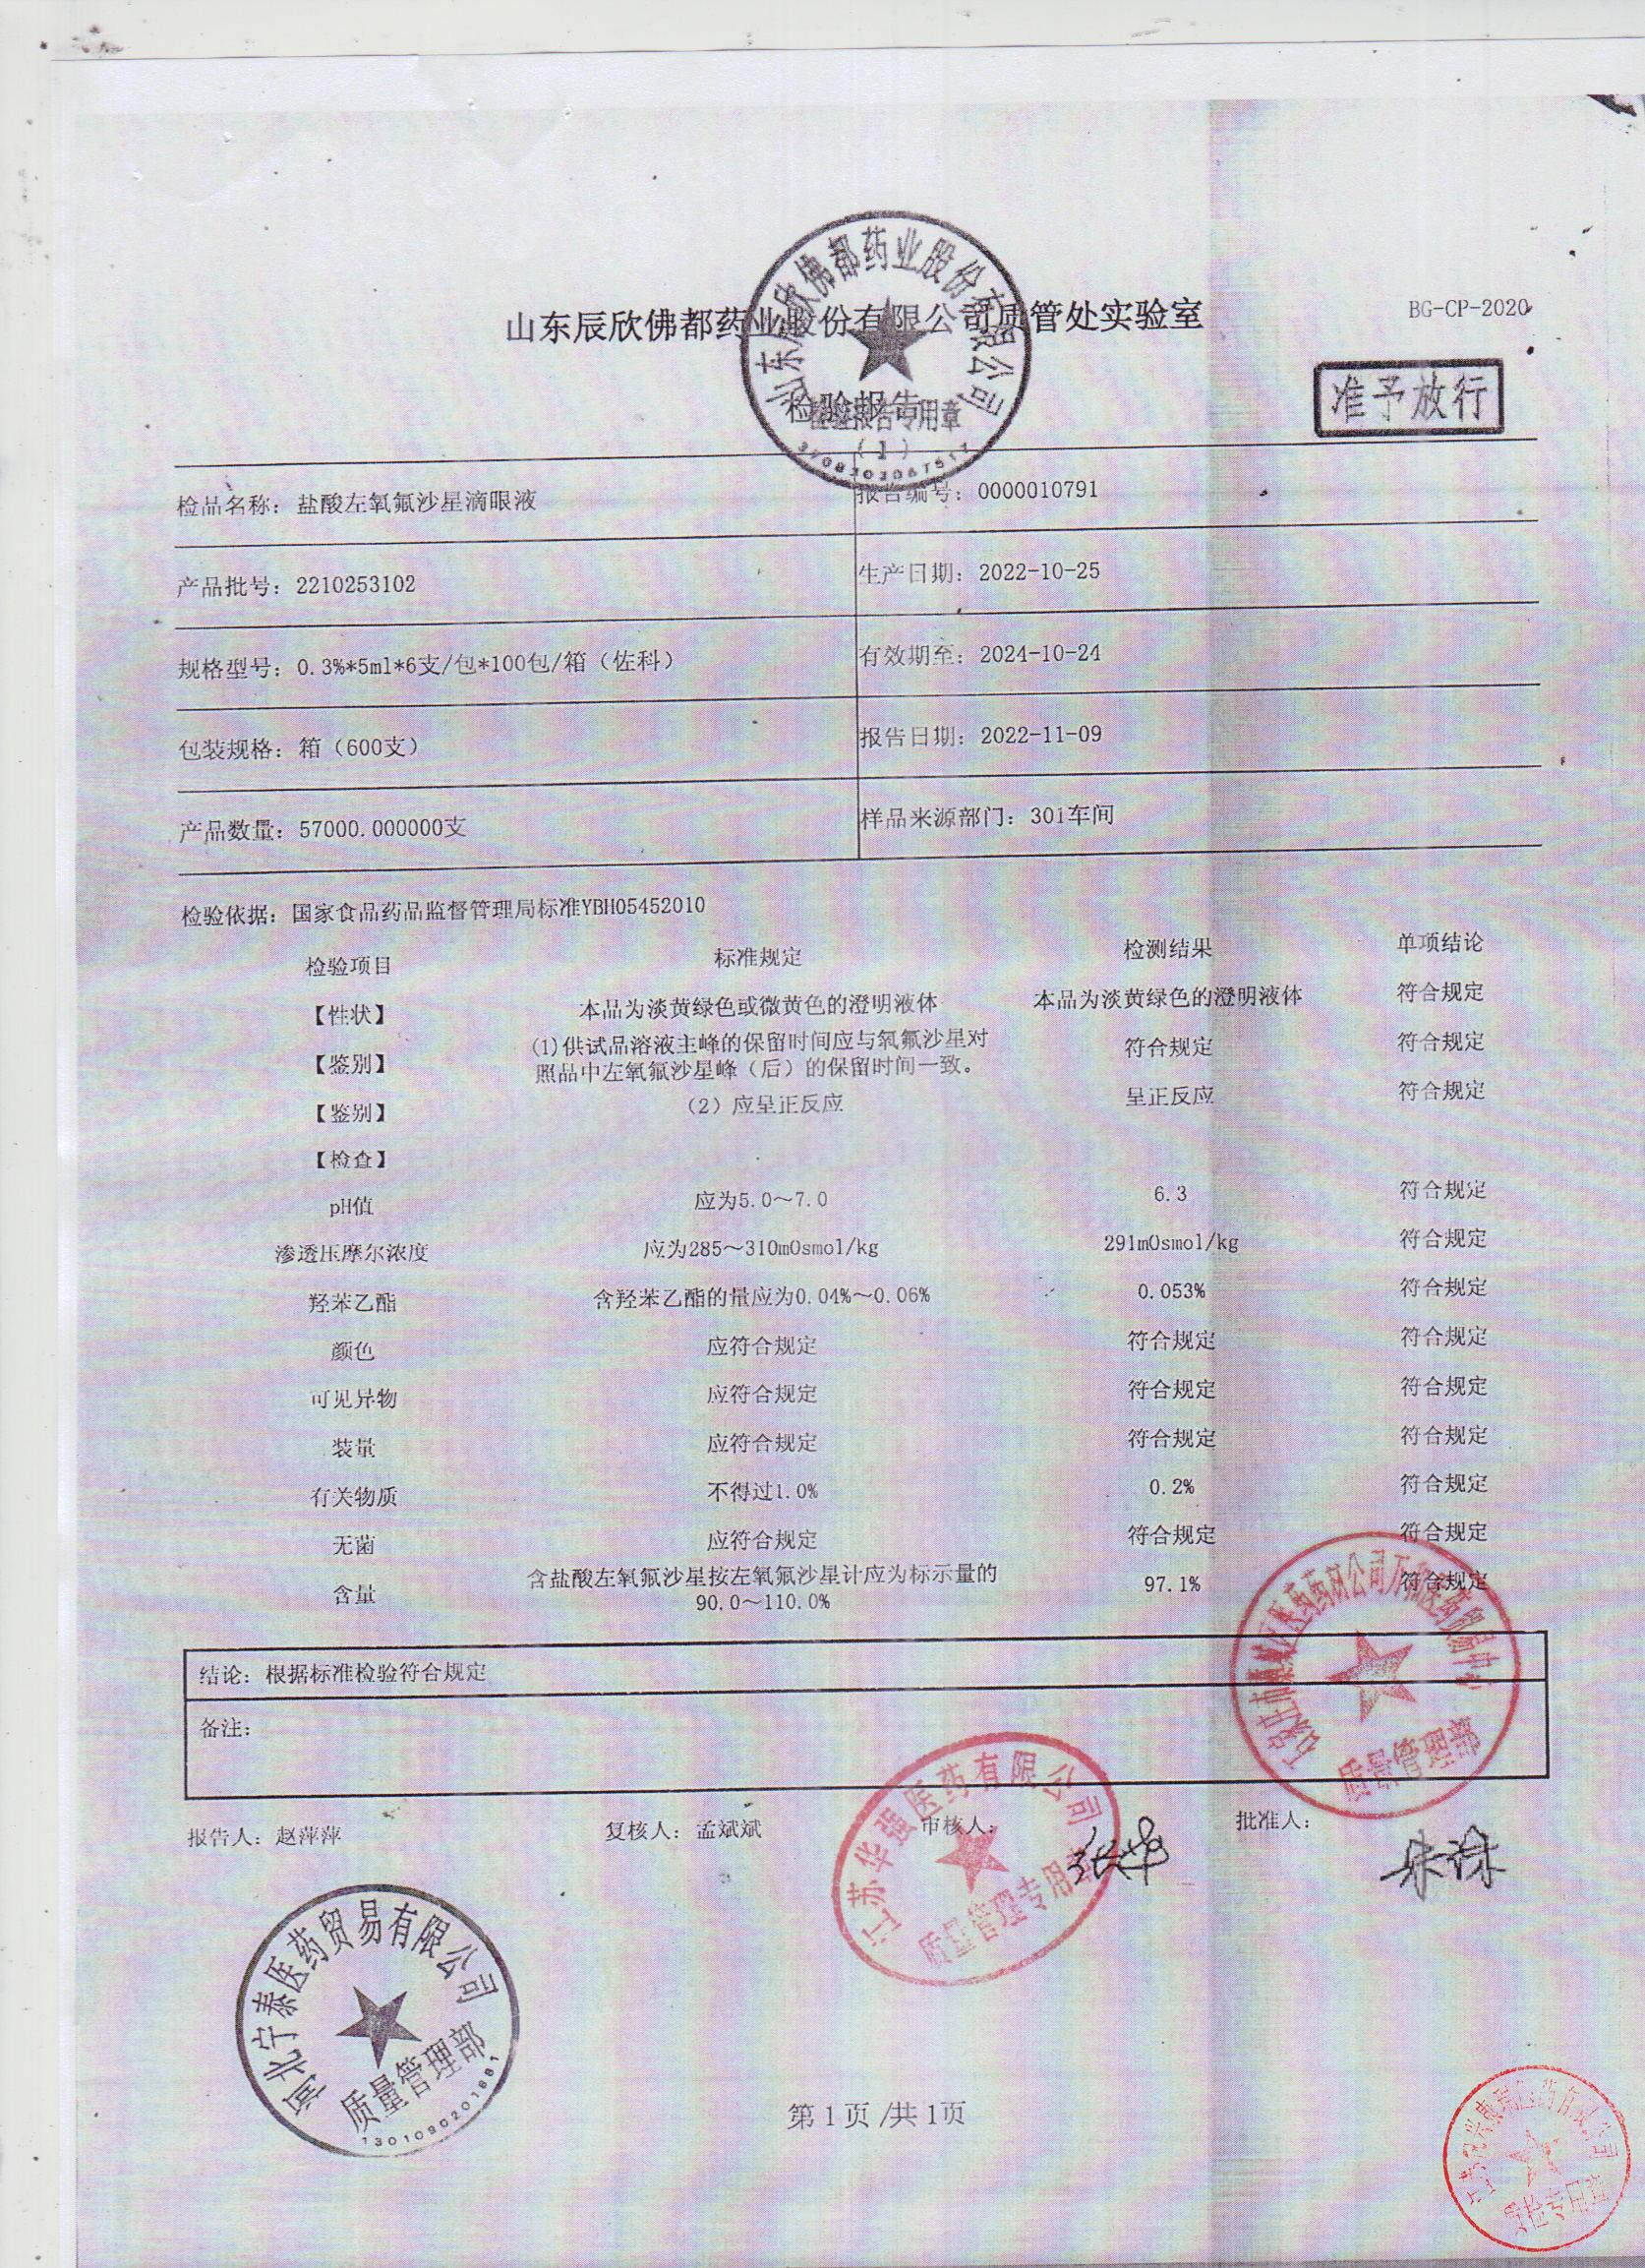 山东辰欣佛都药业股份有限公司质管处实验室
BG-CP-2020
检验报告
准予放行
山东辰欣佛都药业股份有限公司
检验报告专用章
（1）
检品名称：盐酸左氧氟沙星滴眼液 报告编号：0000010791
产品批号：2210253102 生产日期：2022-10-25
规格型号：0.3%*5ml*6支/包*100包/箱（佐科） 有效期至：2024-10-24
包装规格：箱（600支） 报告日期：2022-11-09
产品数量：57000.000000支 样品来源部门：301车间
检验依据：国家食品药品监督管理局标准YBH05452010
检验项目 标准规定 检测结果 单项结论
【性状】 本品为淡黄绿色或微黄色的澄明液体 本品为淡黄绿色的澄明液体 符合规定
【鉴别】 (1)供试品溶液主峰的保留时间应与氧氟沙星对 符合规定 符合规定
照品中左氧氟沙星峰（后）的保留时间一致。
【鉴别】 （2）应呈正反应 呈正反应 符合规定
【检查】
pH值 应为5.0～7.0 6.3 符合规定
渗透压摩尔浓度 应为285～310mOsmol/kg 291mOsmol/kg 符合规定
羟苯乙酯 含羟苯乙酯的量应为0.04%～0.06% 0.053% 符合规定
颜色 应符合规定 符合规定 符合规定
可见异物 应符合规定 符合规定 符合规定
装量 应符合规定 符合规定 符合规定
有关物质 不得过1.0% 0.2% 符合规定
无菌 应符合规定 符合规定 符合规定
含量 含盐酸左氧氟沙星按左氧氟沙星计应为标示量的 97.1% 符合规定
90.0～110.0%
结论：根据标准检验符合规定
备注：
质量管理部
报告人：赵萍萍 复核人：孟斌斌 审核人： 批准人：
江苏华强医药有限公司
质量管理专用章
河北宁泰医药贸易有限公司
质量管理部
1301090201681
第 1 页 /共 1页